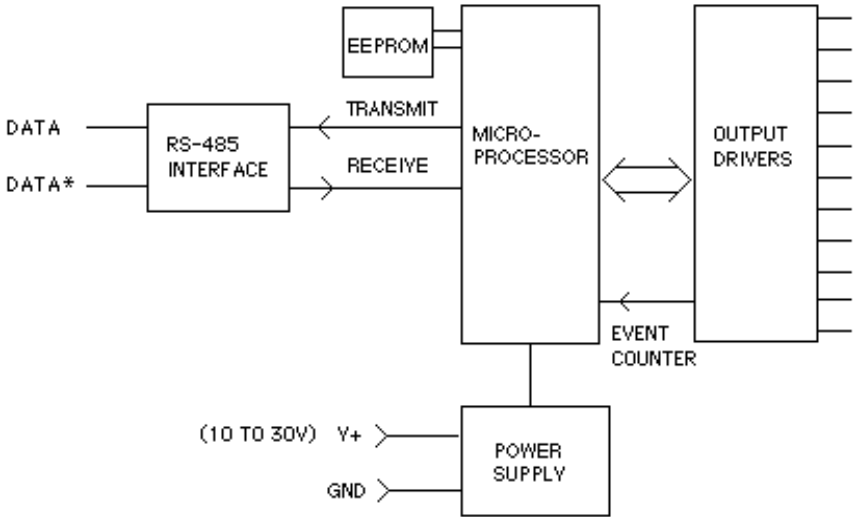 EEPROM
DATA
DATA*
RS-485
INTERFACE
TRANSMIT
RECEIVE
MICRO-
PROCESSOR
OUTPUT
DRIVERS
EVENT
COUNTER
(10 TO 30V) V+
GND
POWER
SUPPLY